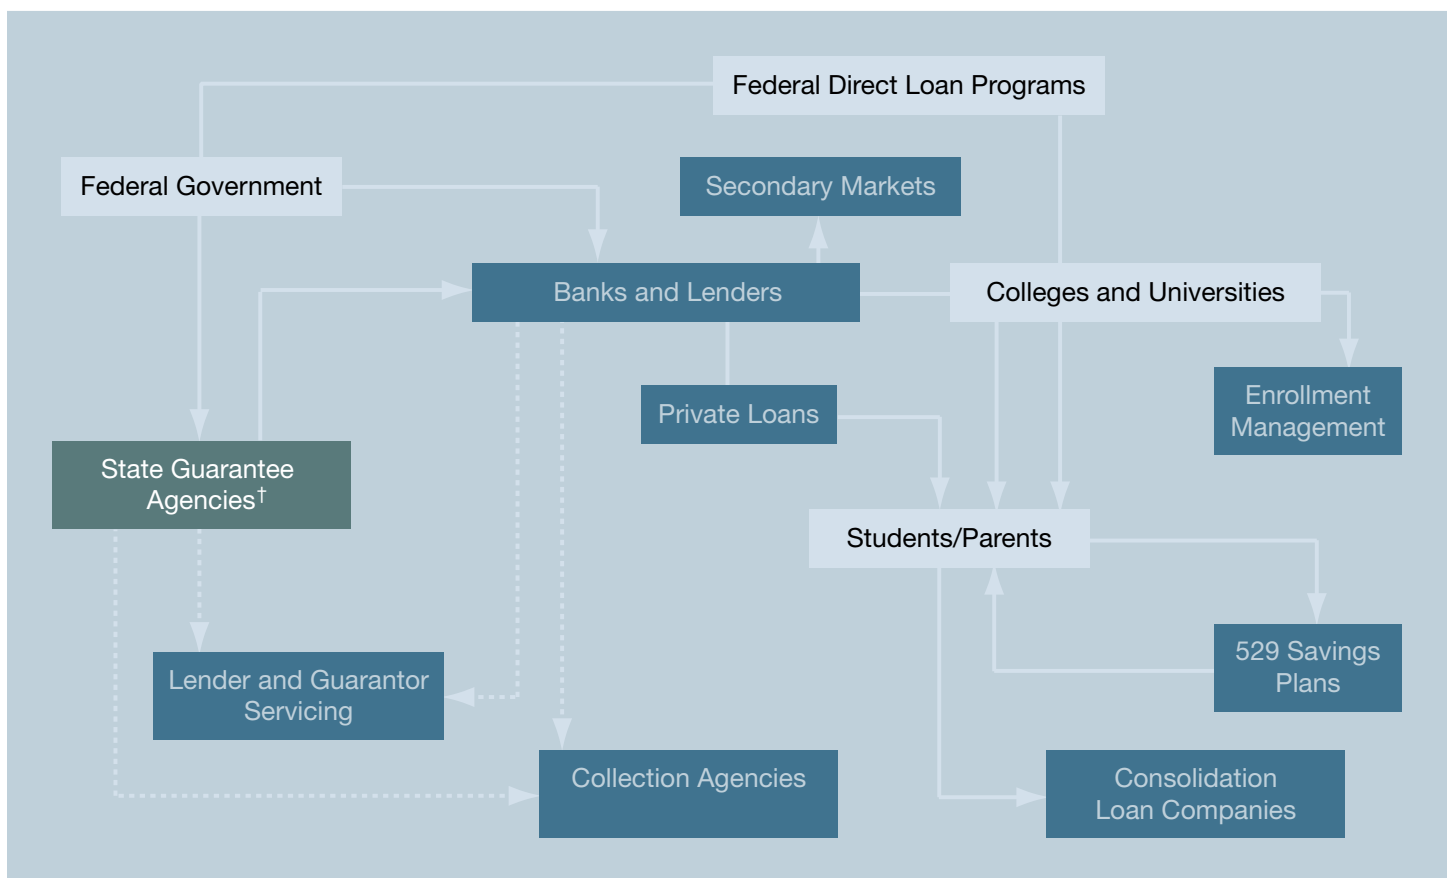 Federal Direct Loan Programs
Federal Government
Secondary Markets
Banks and Lenders
Colleges and Universities
Private Loans
Enrollment
Management
State Guarantee
Agencies†
Students/Parents
529 Savings
Plans
Lender and Guarantor
Servicing
Collection Agencies
Consolidation
Loan Companies